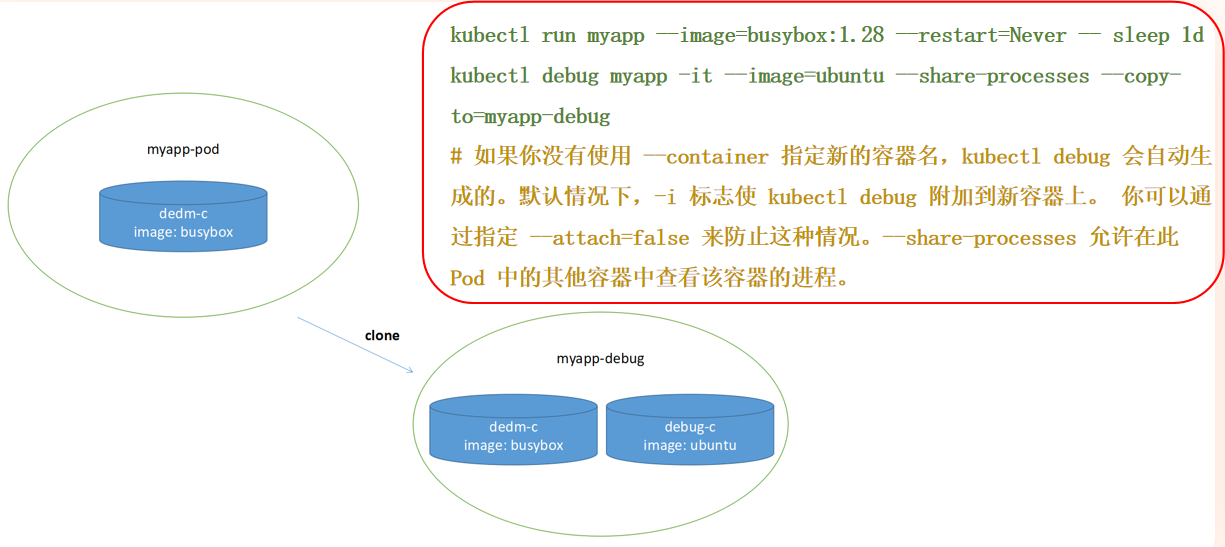 kubectl run myapp --image=busybox:1.28 --restart=Never -- sleep 1d
kubectl debug myapp -it --image=ubuntu --share-processes --copy-
to=myapp-debug
# 如果你没有使用 --container 指定新的容器名，kubectl debug 会自动生
成的。默认情况下，-i 标志使 kubectl debug 附加到新容器上。 你可以通
过指定 --attach=false 来防止这种情况。--share-processes 允许在此
Pod 中的其他容器中查看该容器的进程。
myapp-pod
dedm-c
image: busybox
clone
myapp-debug
dedm-c
image: busybox
debug-c
image: ubuntu